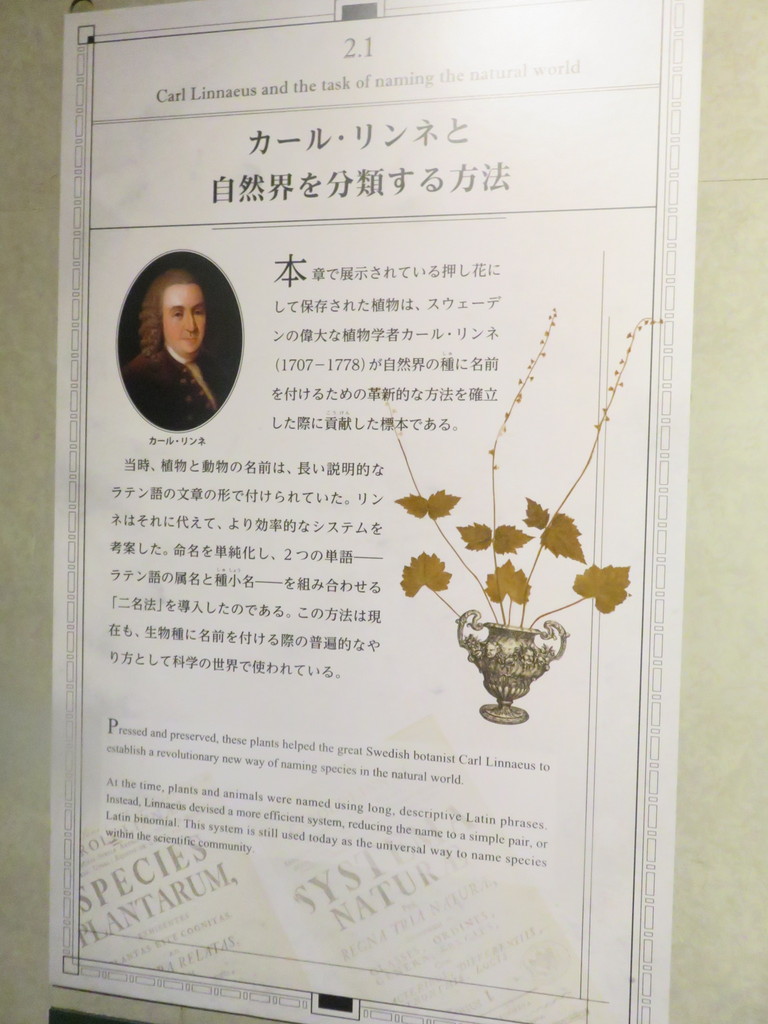 2.1
Carl Linnaeus and the task of naming the natural world
カール・リンネと
自然界を分類する方法
本章で展示されている押し花に
して保存された植物は、スウェーデ
ンの偉大な植物学者カール・リンネ
(1707−1778)が自然界の種に名前
を付けるための革新的な方法を確立
した際に貢献した標本である。
カール・リンネ
当時、植物と動物の名前は、長い説明的な
ラテン語の文章の形で付けられていた。リン
ネはそれに代えて、より効率的なシステムを
考案した。命名を単純化し、2つの単語——
ラテン語の属名と種小名——を組み合わせる
「二名法」を導入したのである。この方法は現
在も、生物種に名前を付ける際の普遍的なや
り方として科学の世界で使われている。
Pressed and preserved, these plants helped the great Swedish botanist Carl Linnaeus to
establish a revolutionary new way of naming species in the natural world.
At the time, plants and animals were named using long, descriptive Latin phrases.
Instead, Linnaeus devised a more efficient system, reducing the name to a simple pair, or
Latin binomial. This system is still used today as the universal way to name species
within the scientific community.
SPECIES
PLANTARUM,
RELATAS.
NATUR
REGNA TRIA NATURÆ,